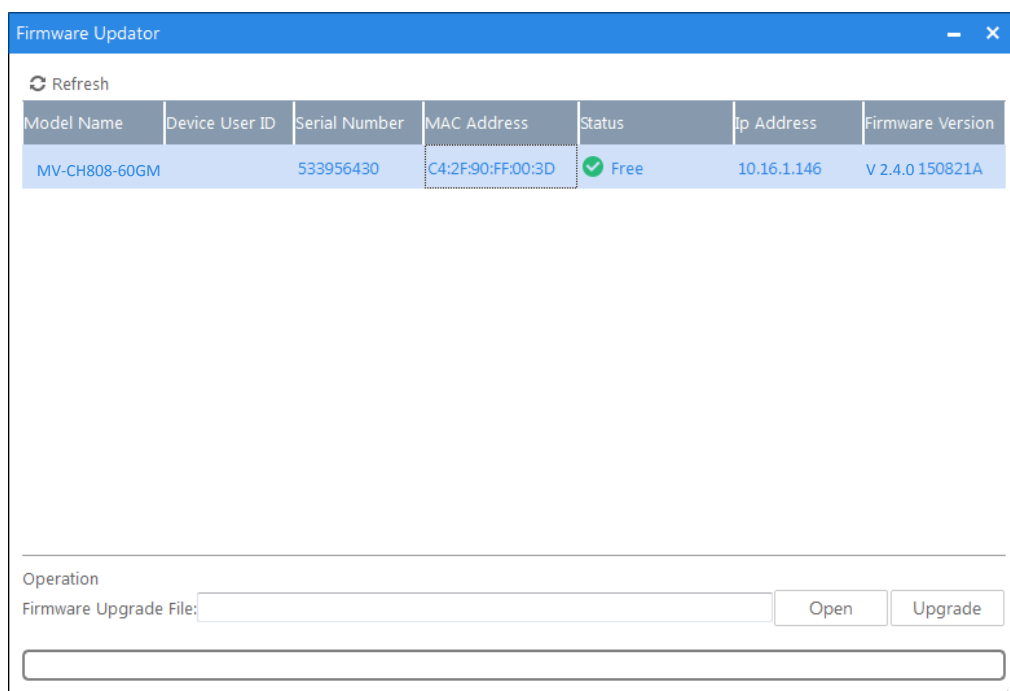 Firmware Updator
Refresh
Model Name Device User ID Serial Number MAC Address Status Ip Address Firmware Version
MV-CH808-60GM 533956430 C4:2F:90:FF:00:3D Free 10.16.1.146 V 2.4.0 150821A
Operation
Firmware Upgrade File: Open Upgrade